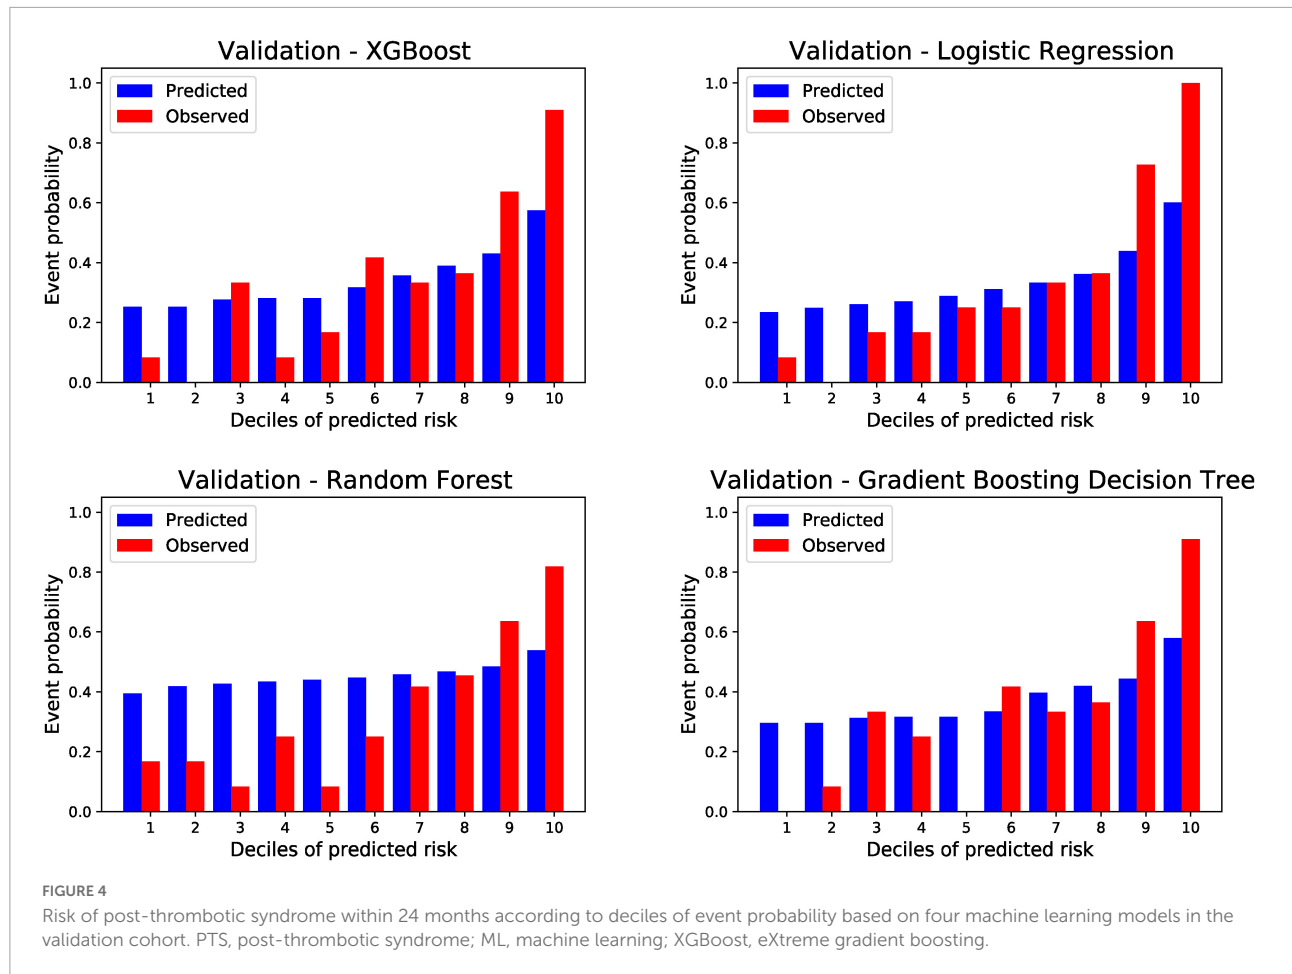 Validation - XGBoost
1.0
0.8
0.6
0.4
0.2
0.0
Event probability
Predicted
Observed
1 2 3 4 5 6 7 8 9 10
Deciles of predicted risk
Validation - Logistic Regression
1.0
0.8
0.6
0.4
0.2
0.0
Event probability
Predicted
Observed
1 2 3 4 5 6 7 8 9 10
Deciles of predicted risk
Validation - Random Forest
1.0
0.8
0.6
0.4
0.2
0.0
Event probability
Predicted
Observed
1 2 3 4 5 6 7 8 9 10
Deciles of predicted risk
Validation - Gradient Boosting Decision Tree
1.0
0.8
0.6
0.4
0.2
0.0
Event probability
Predicted
Observed
1 2 3 4 5 6 7 8 9 10
Deciles of predicted risk
FIGURE 4
Risk of post-thrombotic syndrome within 24 months according to deciles of event probability based on four machine learning models in the
validation cohort. PTS, post-thrombotic syndrome; ML, machine learning; XGBoost, eXtreme gradient boosting.